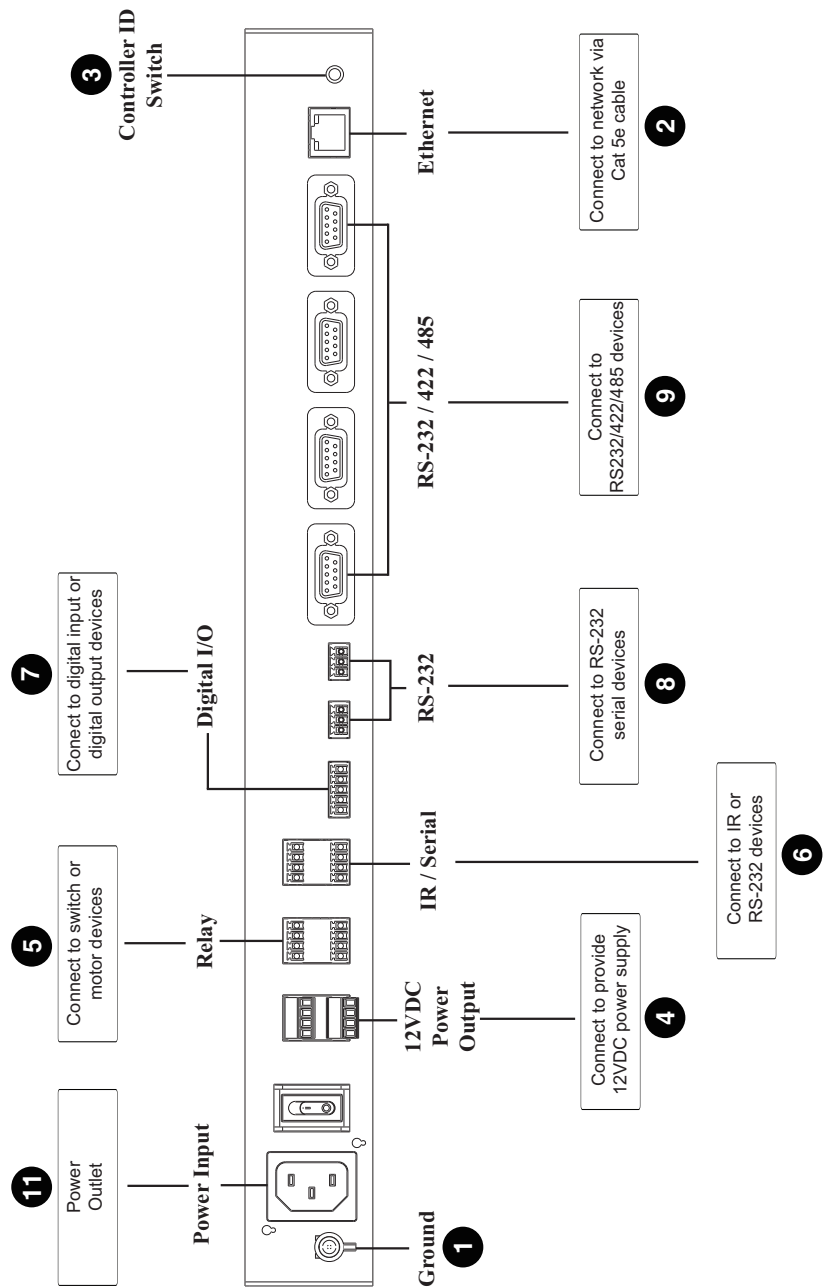 11
Power
Outlet
Power Input
5
Connect to switch or
motor devices
Relay
7
Conect to digital input or
digital output devices
Digital I/O
3
Controller ID
Switch
Ground
1
12VDC
Power
Output
Connect to provide
12VDC power supply
4
IR / Serial
Connect to IR or
RS-232 devices
6
RS-232
Connect to RS-232
serial devices
8
RS-232 / 422 / 485
Connect to
RS232/422/485 devices
9
Ethernet
Connect to network via
Cat 5e cable
2